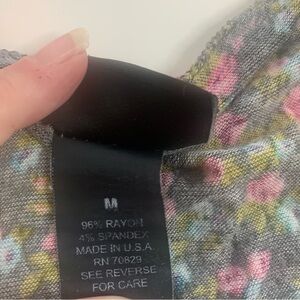 M
96% RAYON
4% SPANDEX
MADE IN U.S.A.
RN 70829
SEE REVERSE
FOR CARE